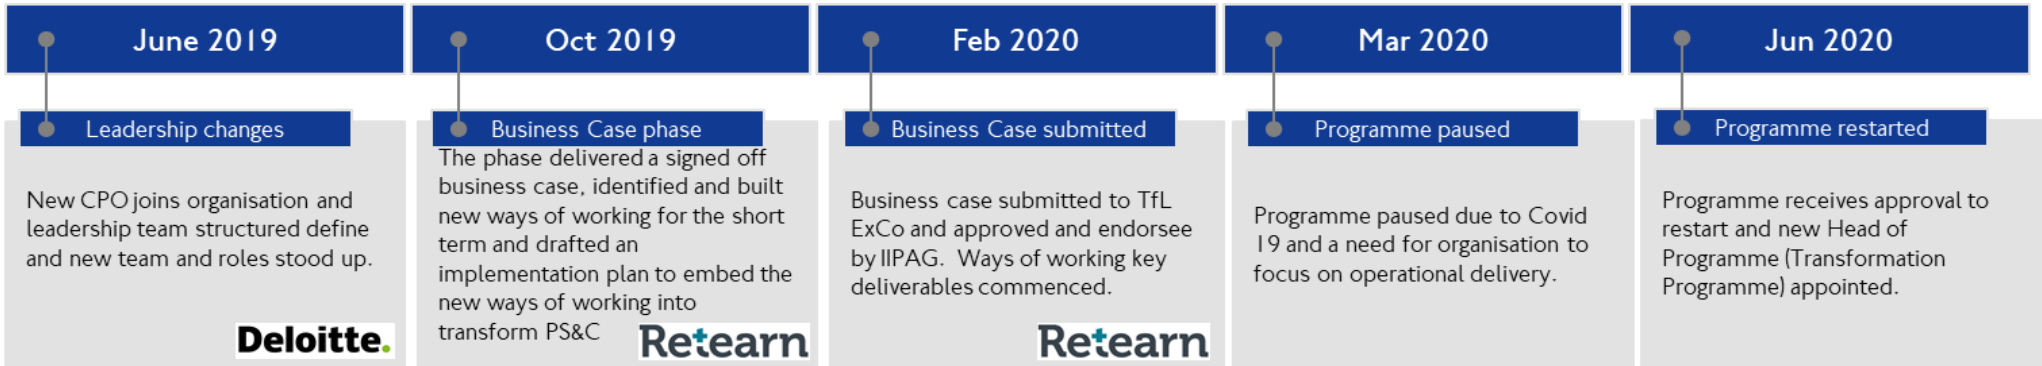 June 2019
Oct 2019
Feb 2020
Mar 2020
Jun 2020
Leadership changes
New CPO joins organisation and
leadership team structured define
and new team and roles stood up.
Deloitte.
Business Case phase
The phase delivered a signed off
business case, identified and built
new ways of working for the short
term and drafted an
implementation plan to embed the
new ways of working into
transform PS&C
Retearn
Business Case submitted
Business case submitted to TfL
ExCo and approved and endorsee
by IIPAG. Ways of working key
deliverables commenced.
Retearn
Programme paused
Programme paused due to Covid
19 and a need for organisation to
focus on operational delivery.
Programme restarted
Programme receives approval to
restart and new Head of
Programme (Transformation
Programme) appointed.